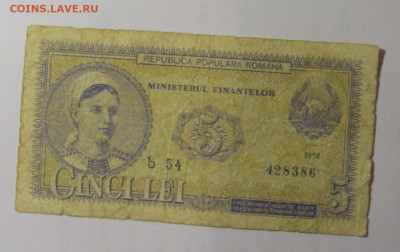 COINS.LAVE.RU
REPUBLICA POPULARA ROMANA
MINISTERUL FINANTELOR
5
1952
b 54
428386
CINCI LEI
5